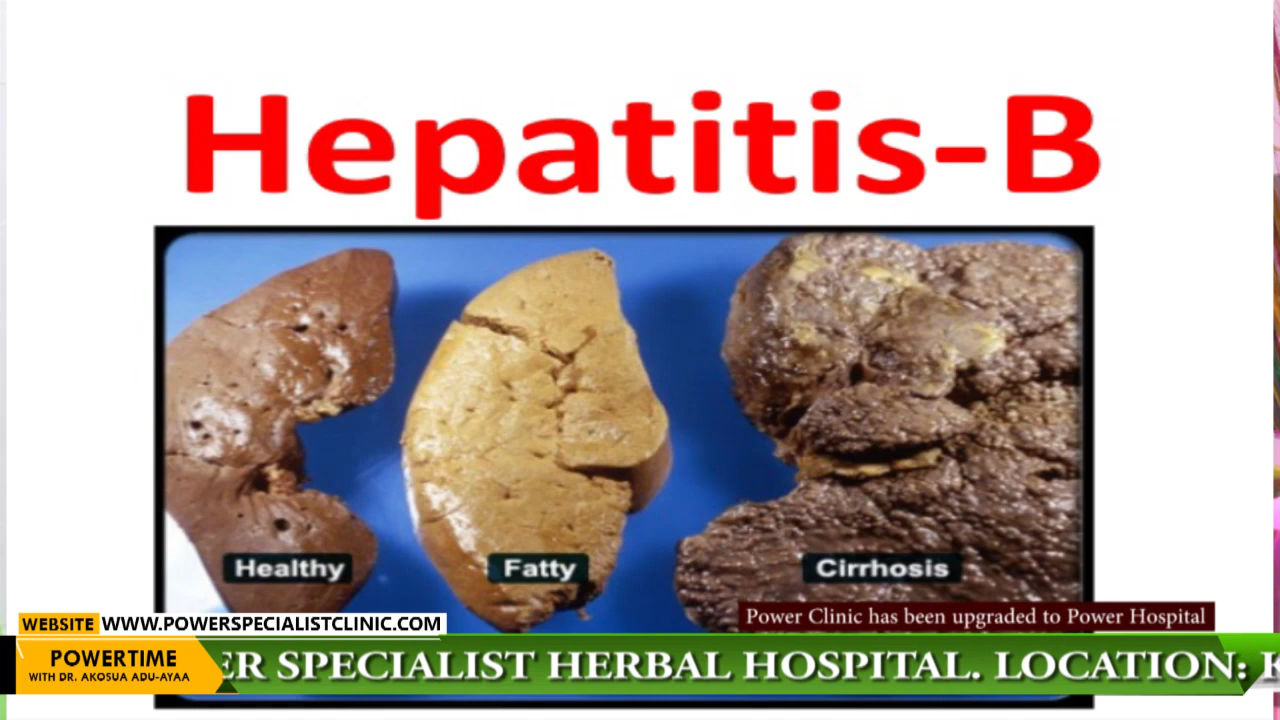 Hepatitis-B
Healthy
Fatty
Cirrhosis
Power Clinic has been upgraded to Power Hospital
WEBSITE WWW.POWERSPECIALISTCLINIC.COM
POWERTIME
WITH DR. AKOSUA ADU-AYAA
ER SPECIALIST HERBAL HOSPITAL. LOCATION: